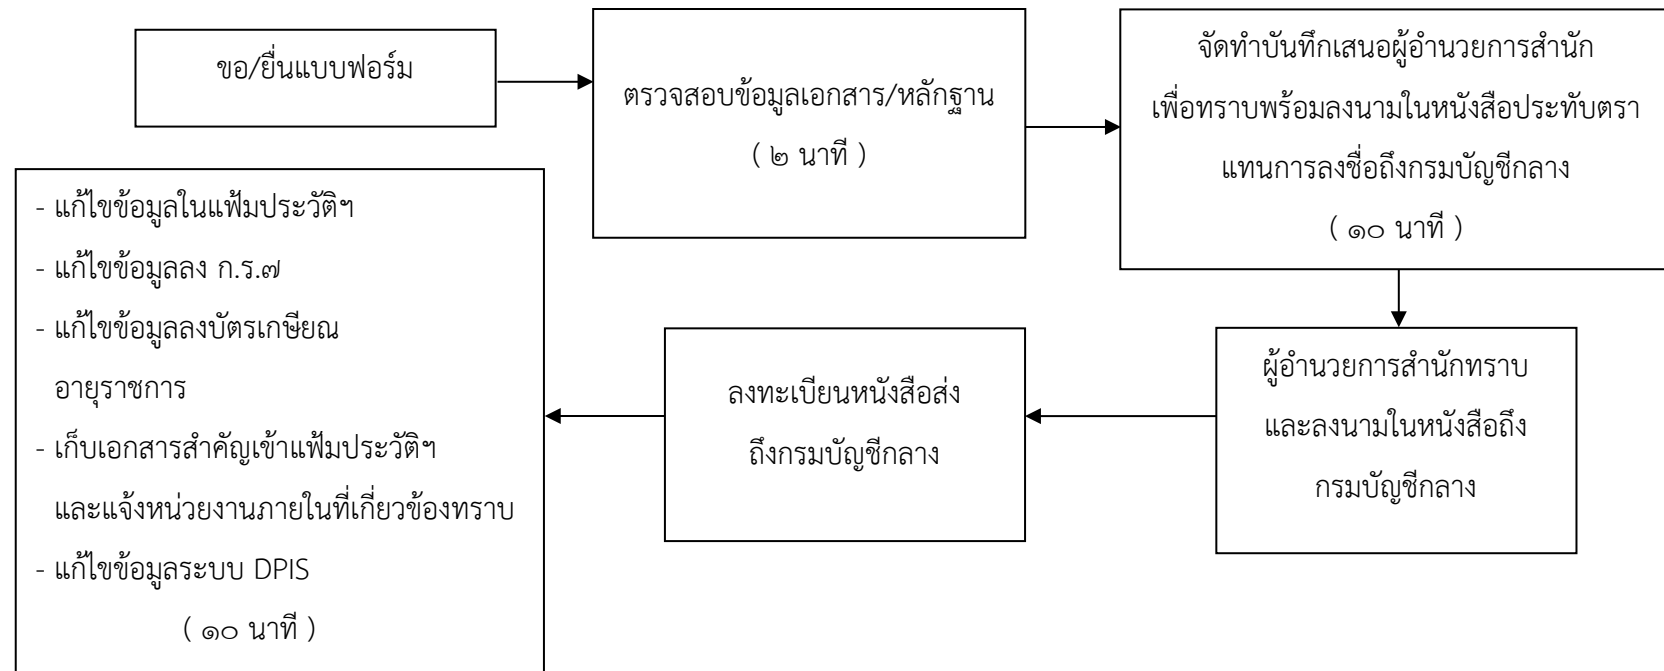 ขอ/ยื่นแบบฟอร์ม
ตรวจสอบข้อมูลเอกสาร/หลักฐาน
( ๒ นาที )
จัดทำบันทึกเสนอผู้อำนวยการสำนัก
เพื่อทราบพร้อมลงนามในหนังสือประทับตรา
แทนการลงชื่อถึงกรมบัญชีกลาง
( ๑๐ นาที )
ผู้อำนวยการสำนักทราบ
และลงนามในหนังสือถึง
กรมบัญชีกลาง
ลงทะเบียนหนังสือส่ง
ถึงกรมบัญชีกลาง
- แก้ไขข้อมูลในแฟ้มประวัติฯ
- แก้ไขข้อมูลลง ก.ร.๗
- แก้ไขข้อมูลลงบัตรเกษียณ
อายุราชการ
- เก็บเอกสารสำคัญเข้าแฟ้มประวัติฯ
และแจ้งหน่วยงานภายในที่เกี่ยวข้องทราบ
- แก้ไขข้อมูลระบบ DPIS
( ๑๐ นาที )